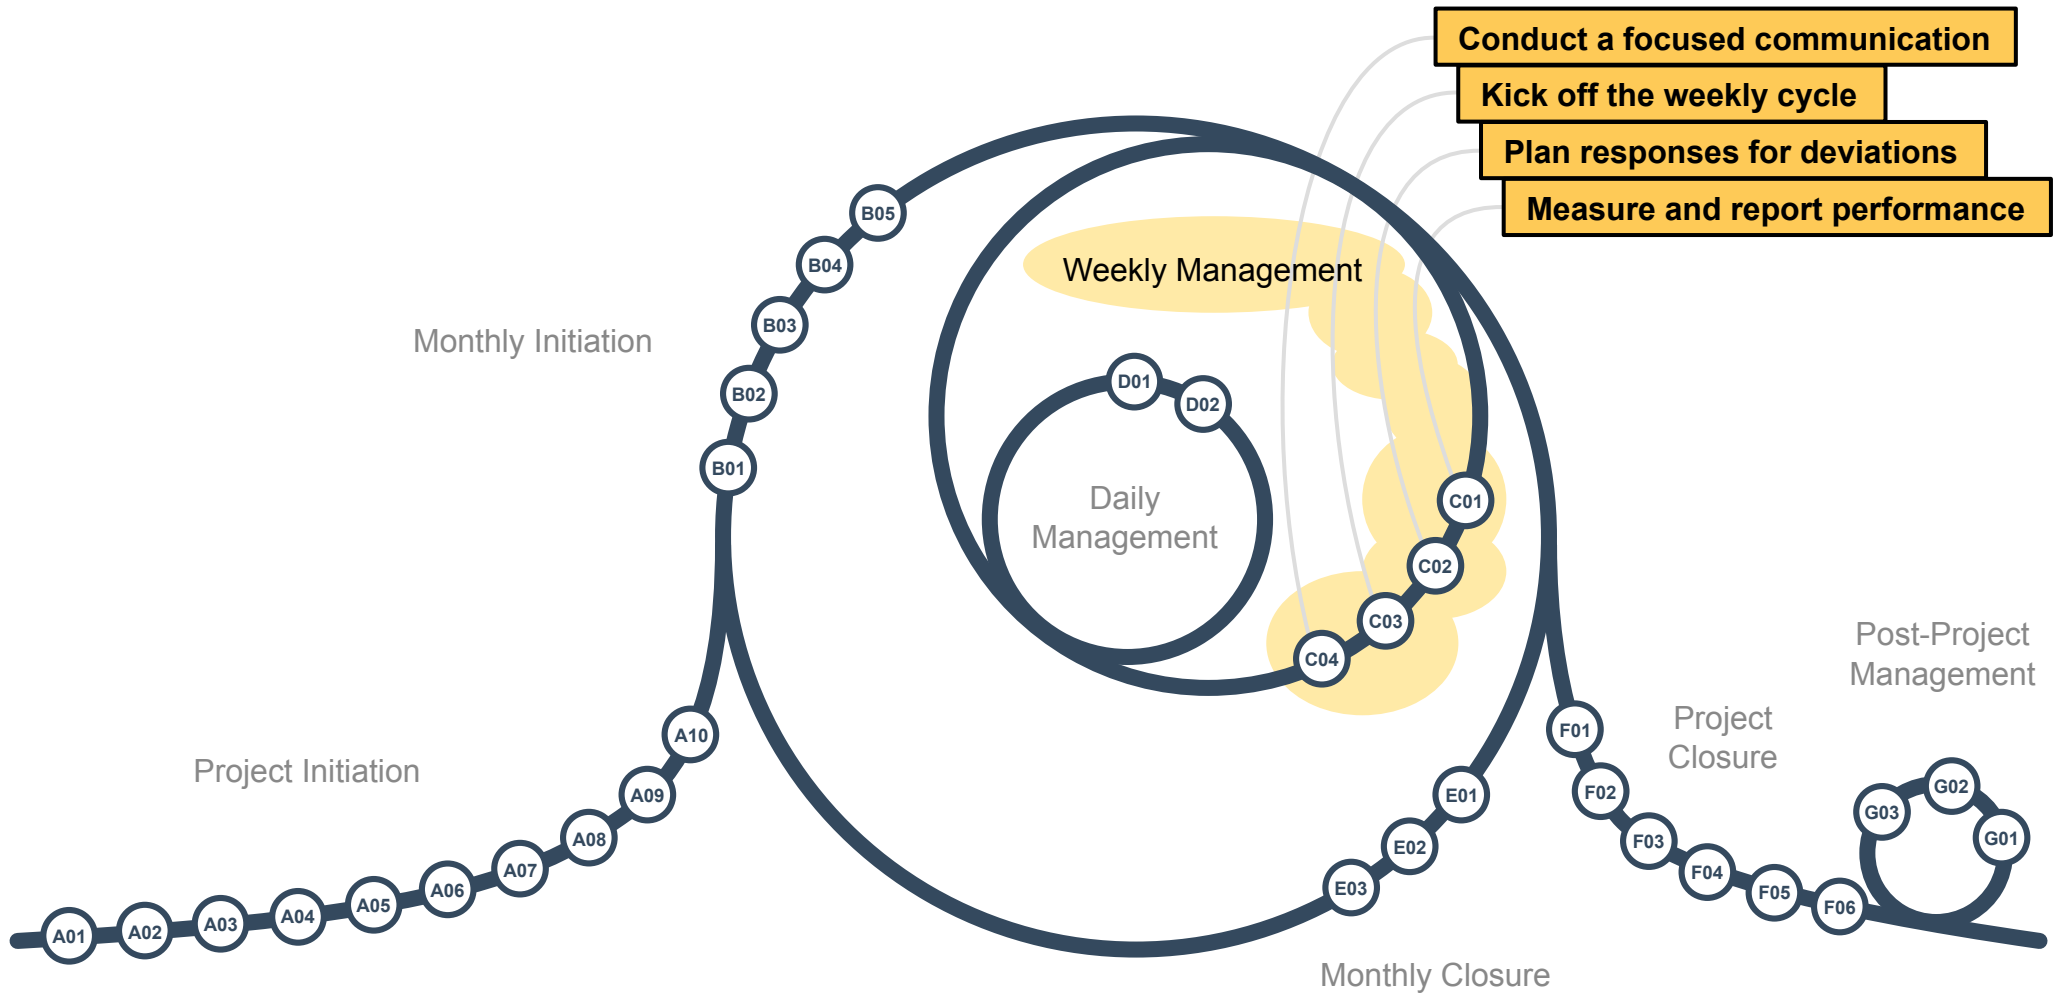 Conduct a focused communication
Kick off the weekly cycle
Plan responses for deviations
Measure and report performance
B05
B04
B03
B02
B01
Weekly Management
Monthly Initiation
D01
D02
Daily
Management
C01
C02
C03
C04
Post-Project
Management
Project
Closure
Project Initiation
A10
A09
A08
A07
A06
A05
A04
A03
A02
A01
E01
E02
E03
F01
F02
F03
F04
F05
F06
G03
G02
G01
Monthly Closure